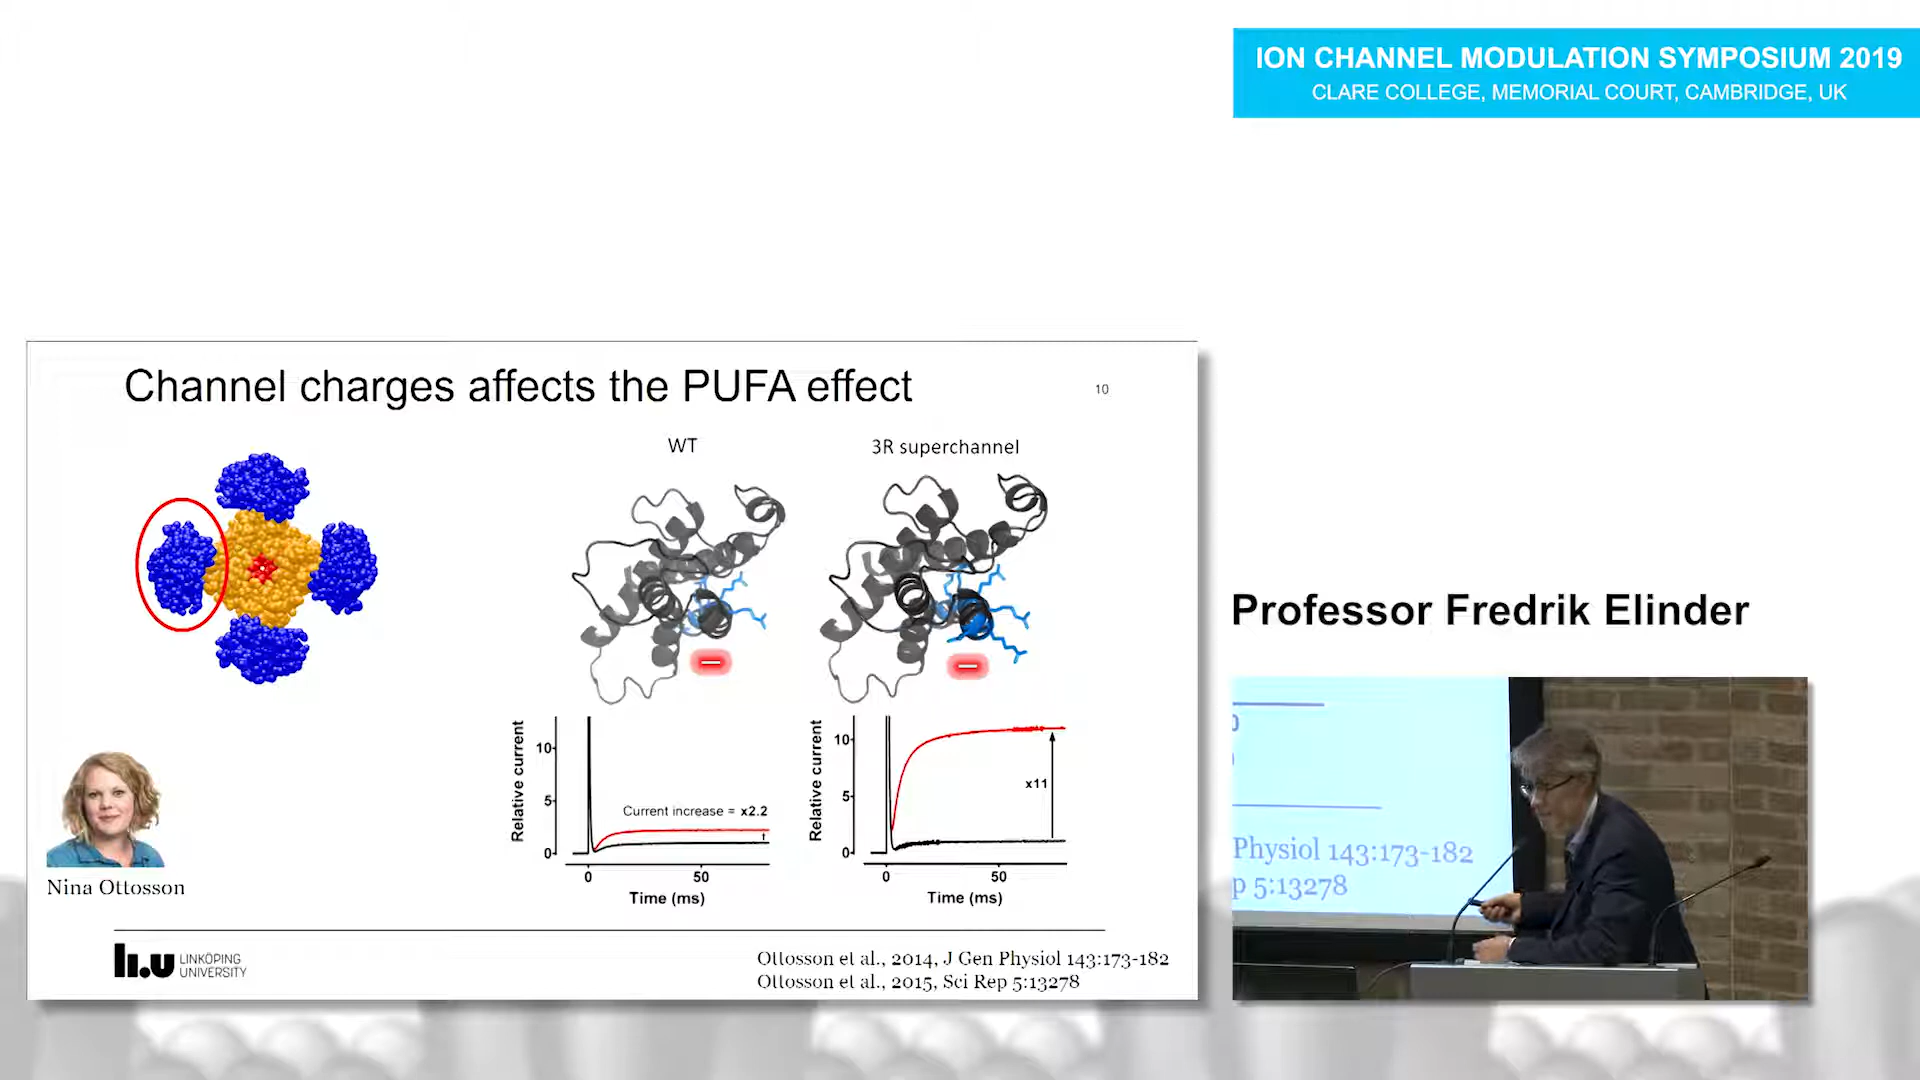 ION CHANNEL MODULATION SYMPOSIUM 2019
CLARE COLLEGE, MEMORIAL COURT, CAMBRIDGE, UK
Channel charges affects the PUFA effect
10
WT
3R superchannel
Relative current
10
5
0
Current increase = x2.2
0
50
Time (ms)
Relative current
10
5
0
x11
0
50
Time (ms)
Nina Ottosson
LiU LINKÖPING
UNIVERSITY
Ottosson et al., 2014, J Gen Physiol 143:173-182
Ottosson et al., 2015, Sci Rep 5:13278
Professor Fredrik Elinder
Physiol 143:173-182
p 5:13278